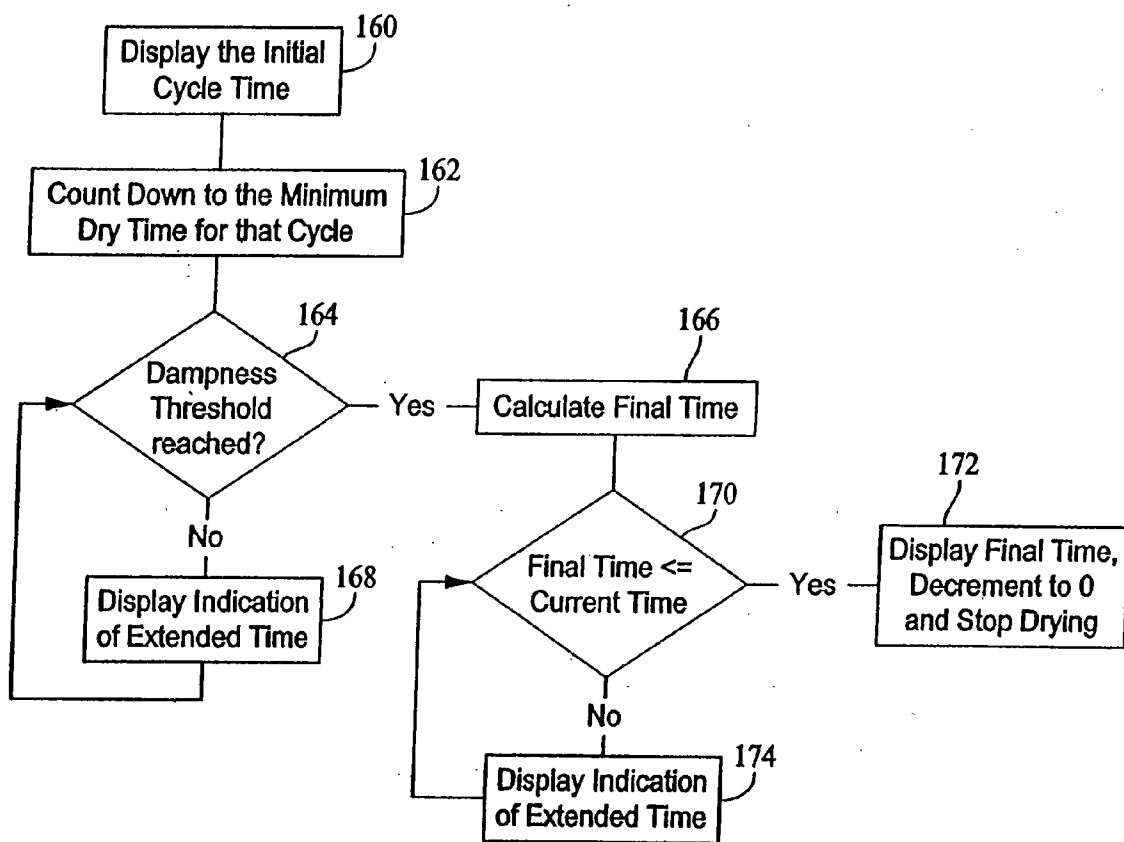 160
Display the Initial
Cycle Time
162
Count Down to the Minimum
Dry Time for that Cycle
164
Dampness
Threshold
reached?
Yes
166
Calculate Final Time
No
168
Display Indication
of Extended Time
170
Final Time <=
Current Time
Yes
172
Display Final Time,
Decrement to 0
and Stop Drying
No
174
Display Indication
of Extended Time